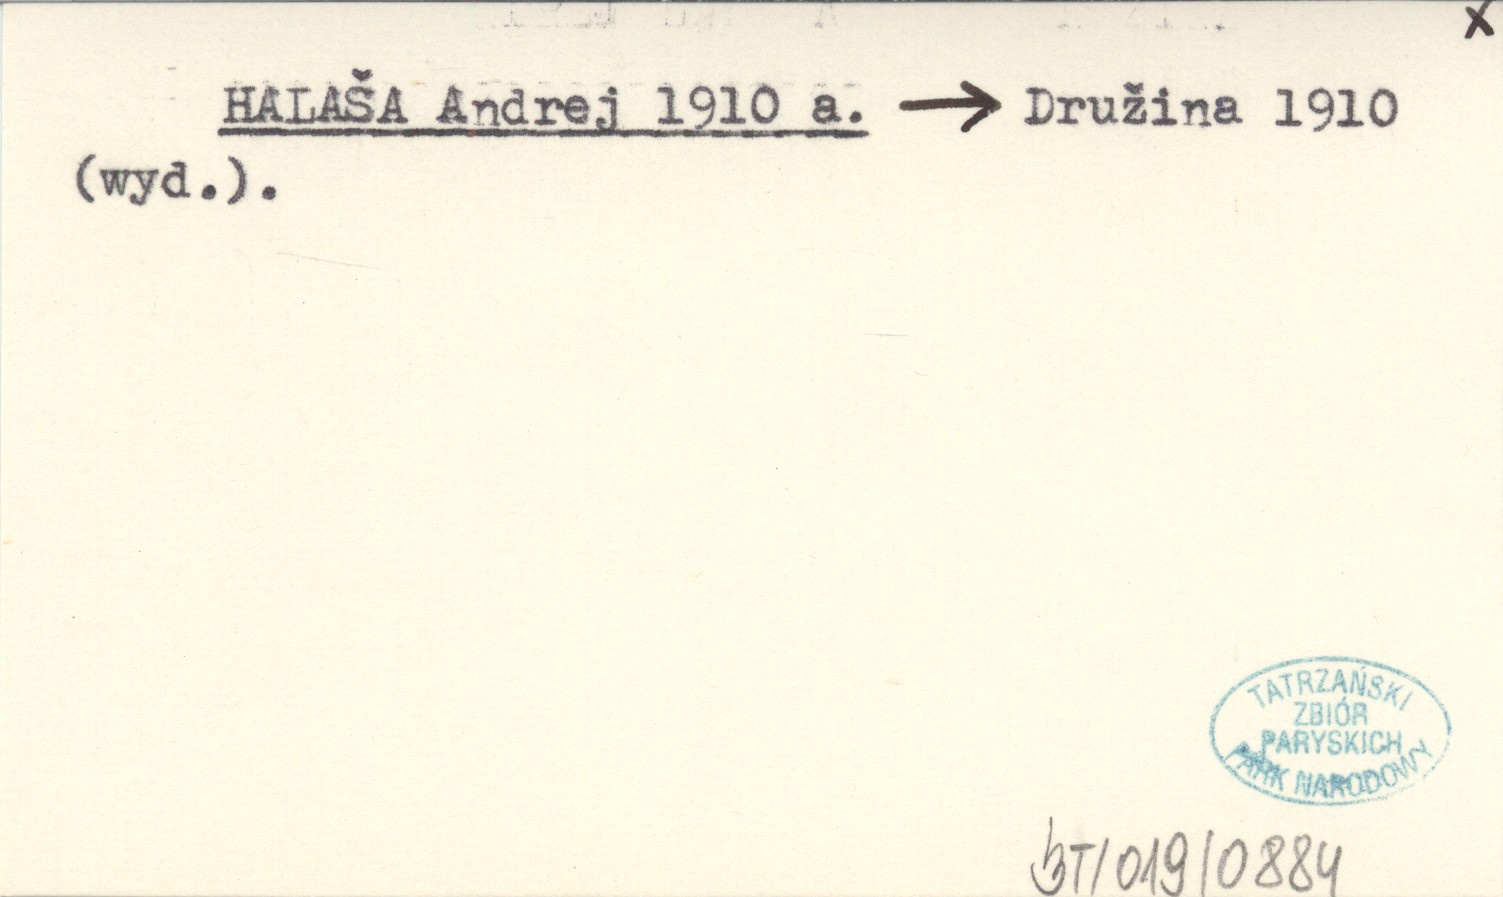 x
HALAŠA Andrej 1910 a. → Družina 1910
(wyd.).
TATRZAŃSKI
ZBIÓR
PARYSKICH
PARK NARODOWY
BT/019/0884